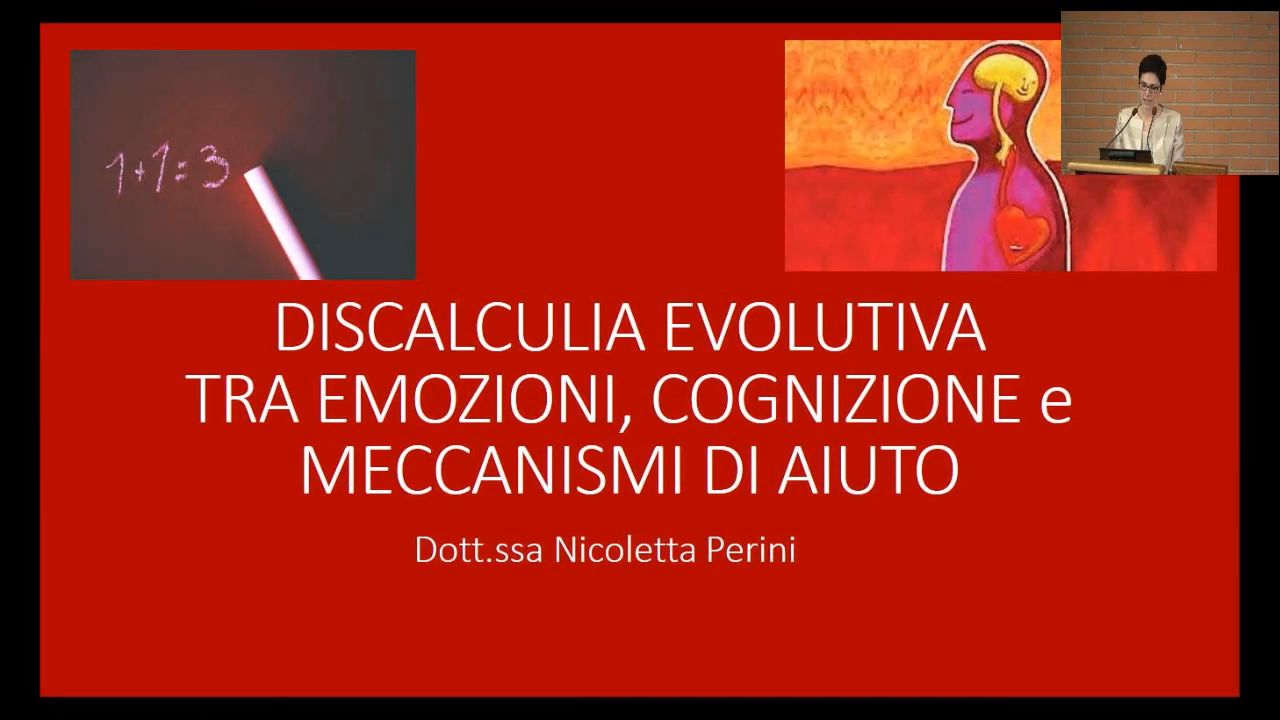 1+1=3
DISCALCULIA EVOLUTIVA
TRA EMOZIONI, COGNIZIONE e
MECCANISMI DI AIUTO
Dott.ssa Nicoletta Perini